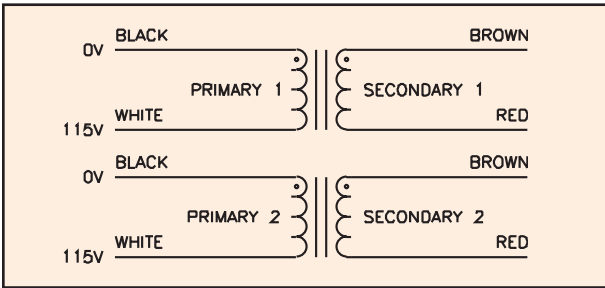 BLACK BROWN
0V
PRIMARY 1 SECONDARY 1
WHITE RED
115V
BLACK BROWN
0V
PRIMARY 2 SECONDARY 2
WHITE RED
115V